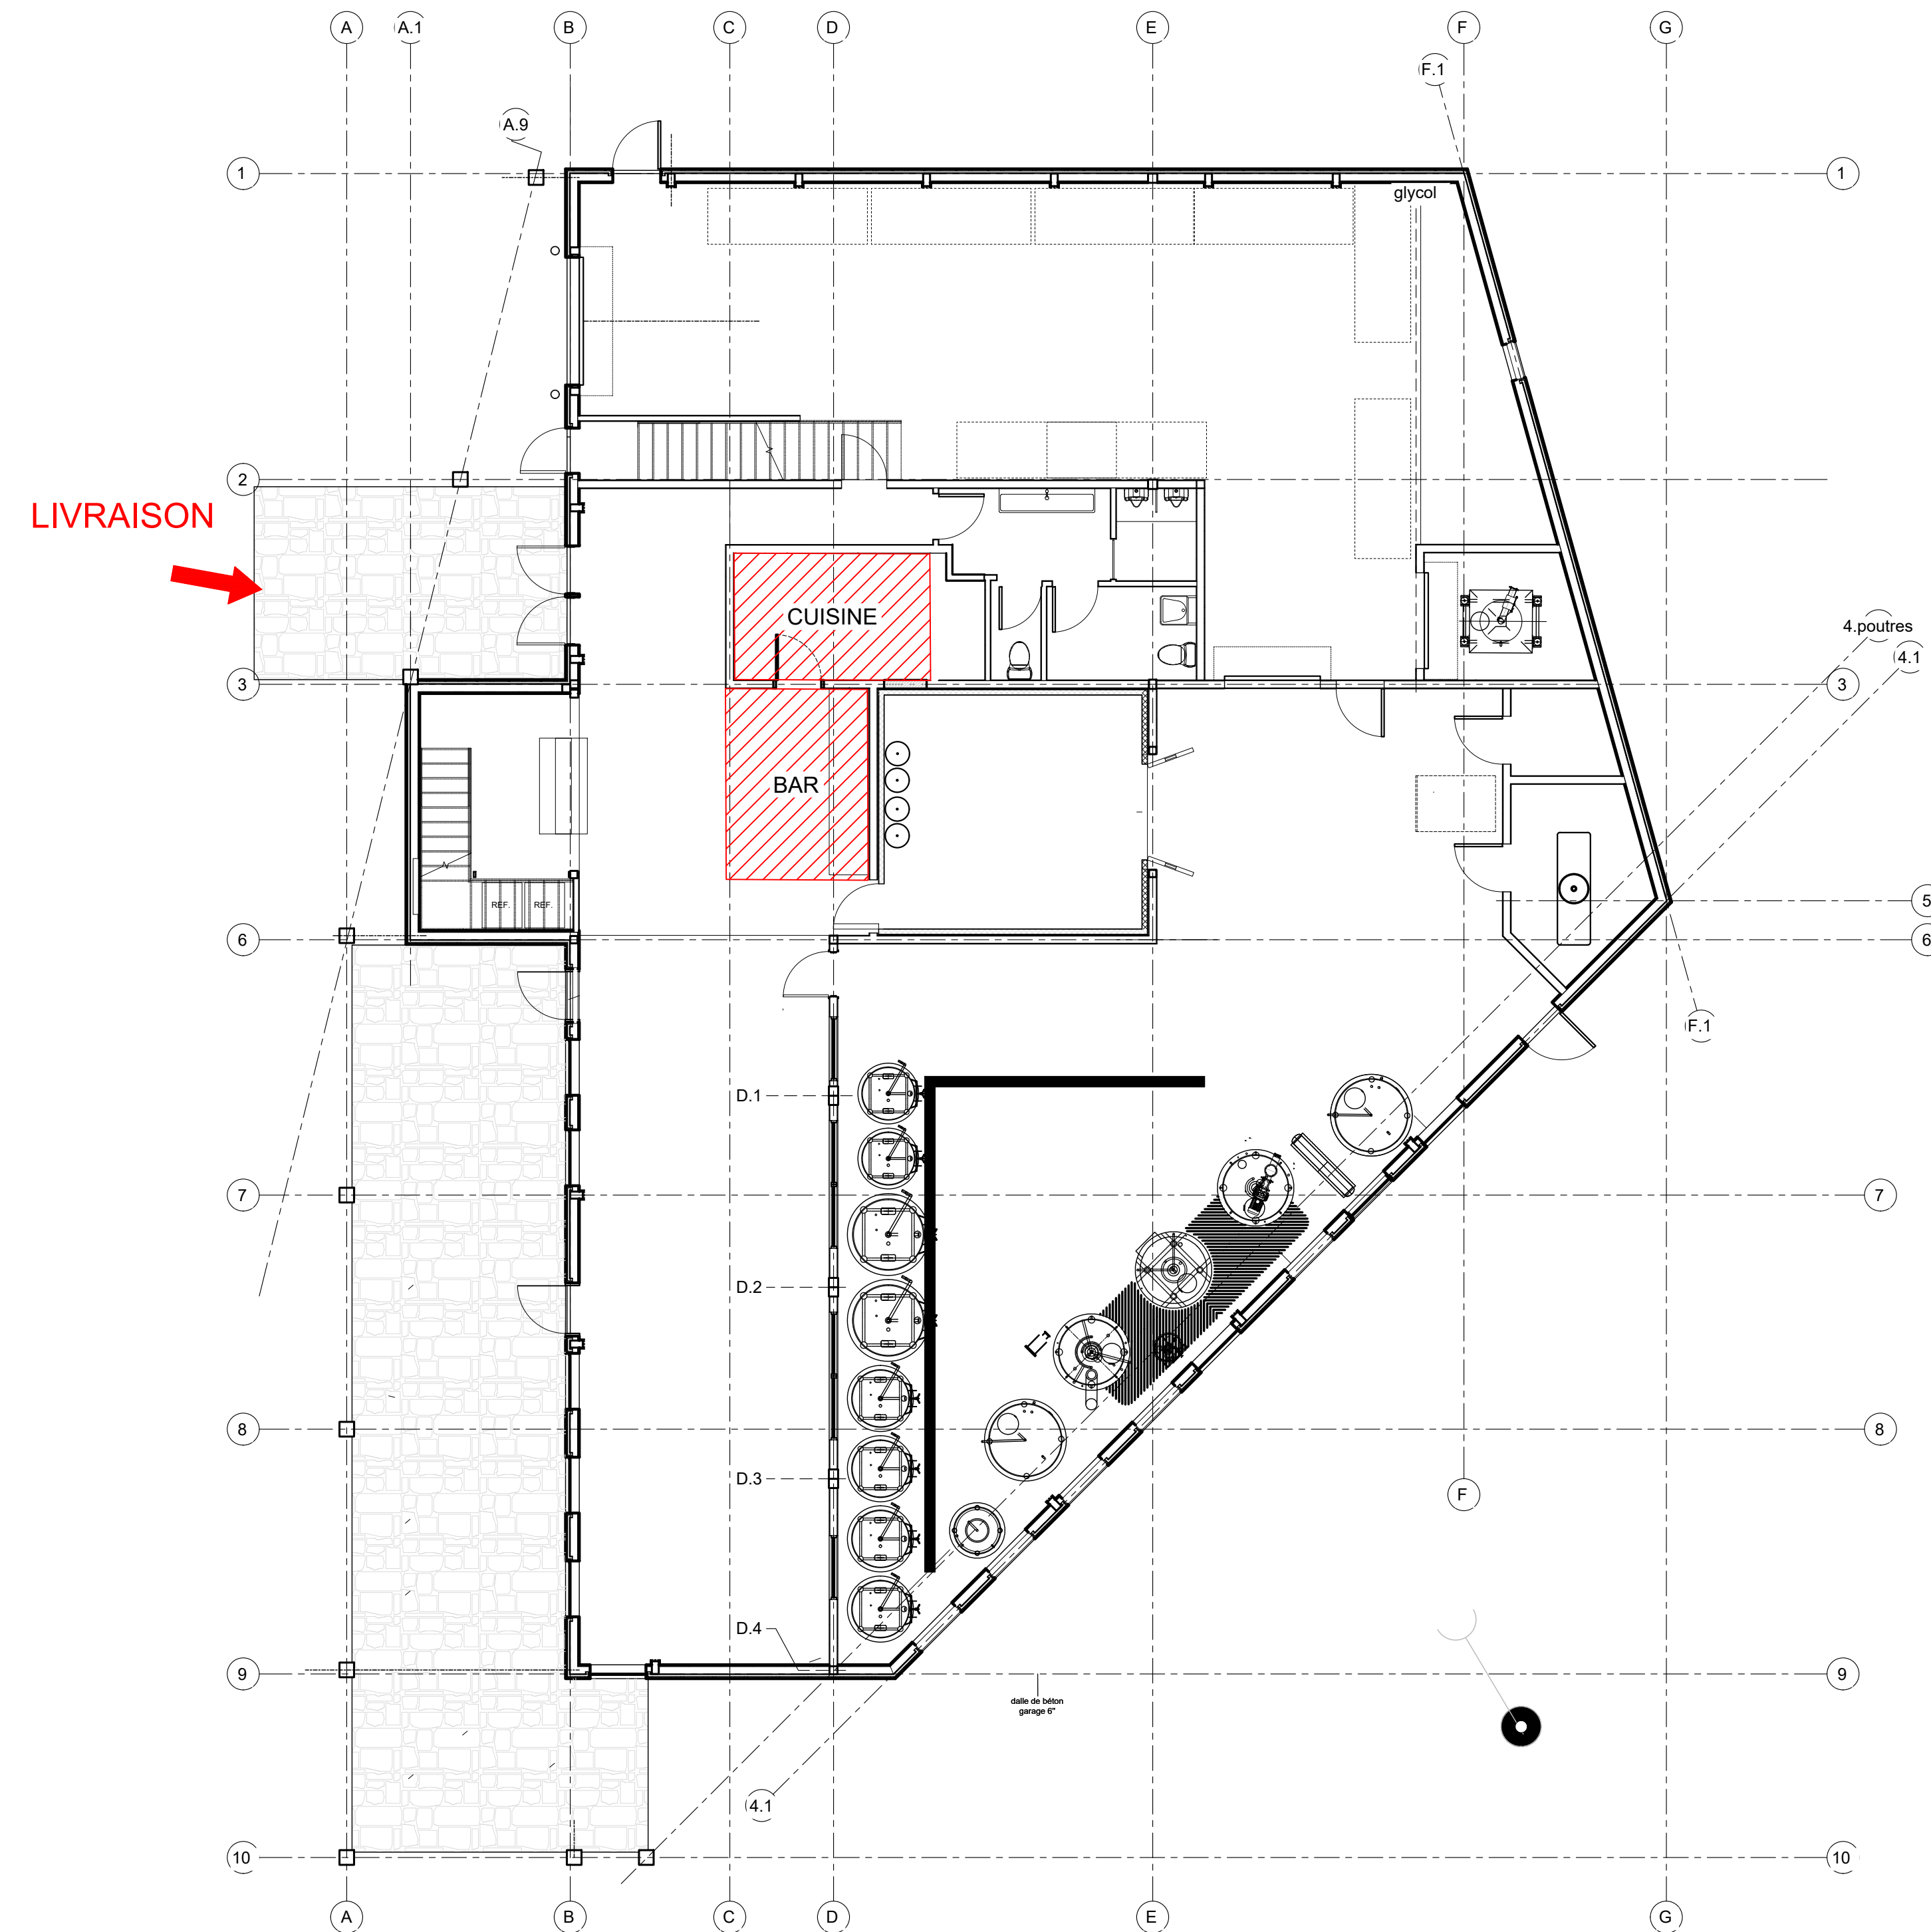 A A.1 B C D E F G
F.1
A.9
1 1
glycol
2
LIVRAISON
CUISINE
4.poutres
4.1
3 3
BAR
REF. REF.
5
6 6
F.1
D.1
7 7
D.2
8 8
D.3
F
D.4
9 9
dalle de béton
garage 6"
4.1
10 10
A B C D E G